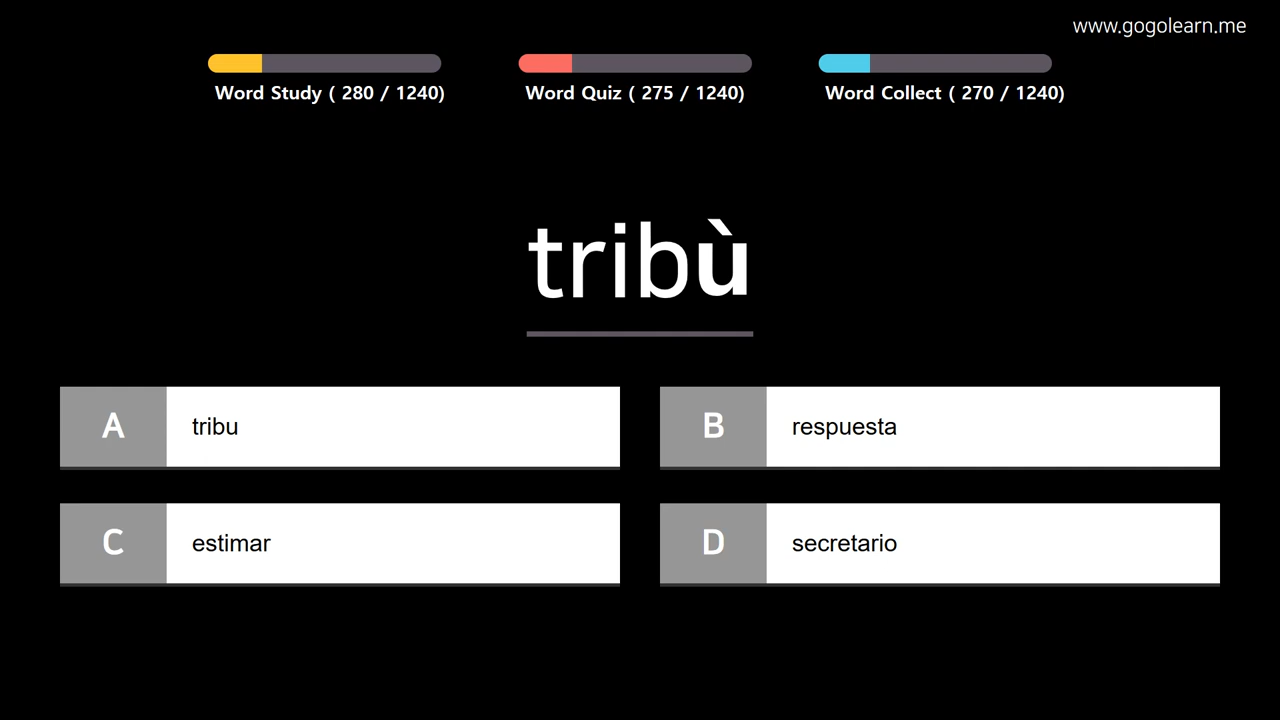 www.gogolearn.me
Word Study ( 280 / 1240)
Word Quiz ( 275 / 1240)
Word Collect ( 270 / 1240)
tribù
A
tribu
B
respuesta
C
estimar
D
secretario